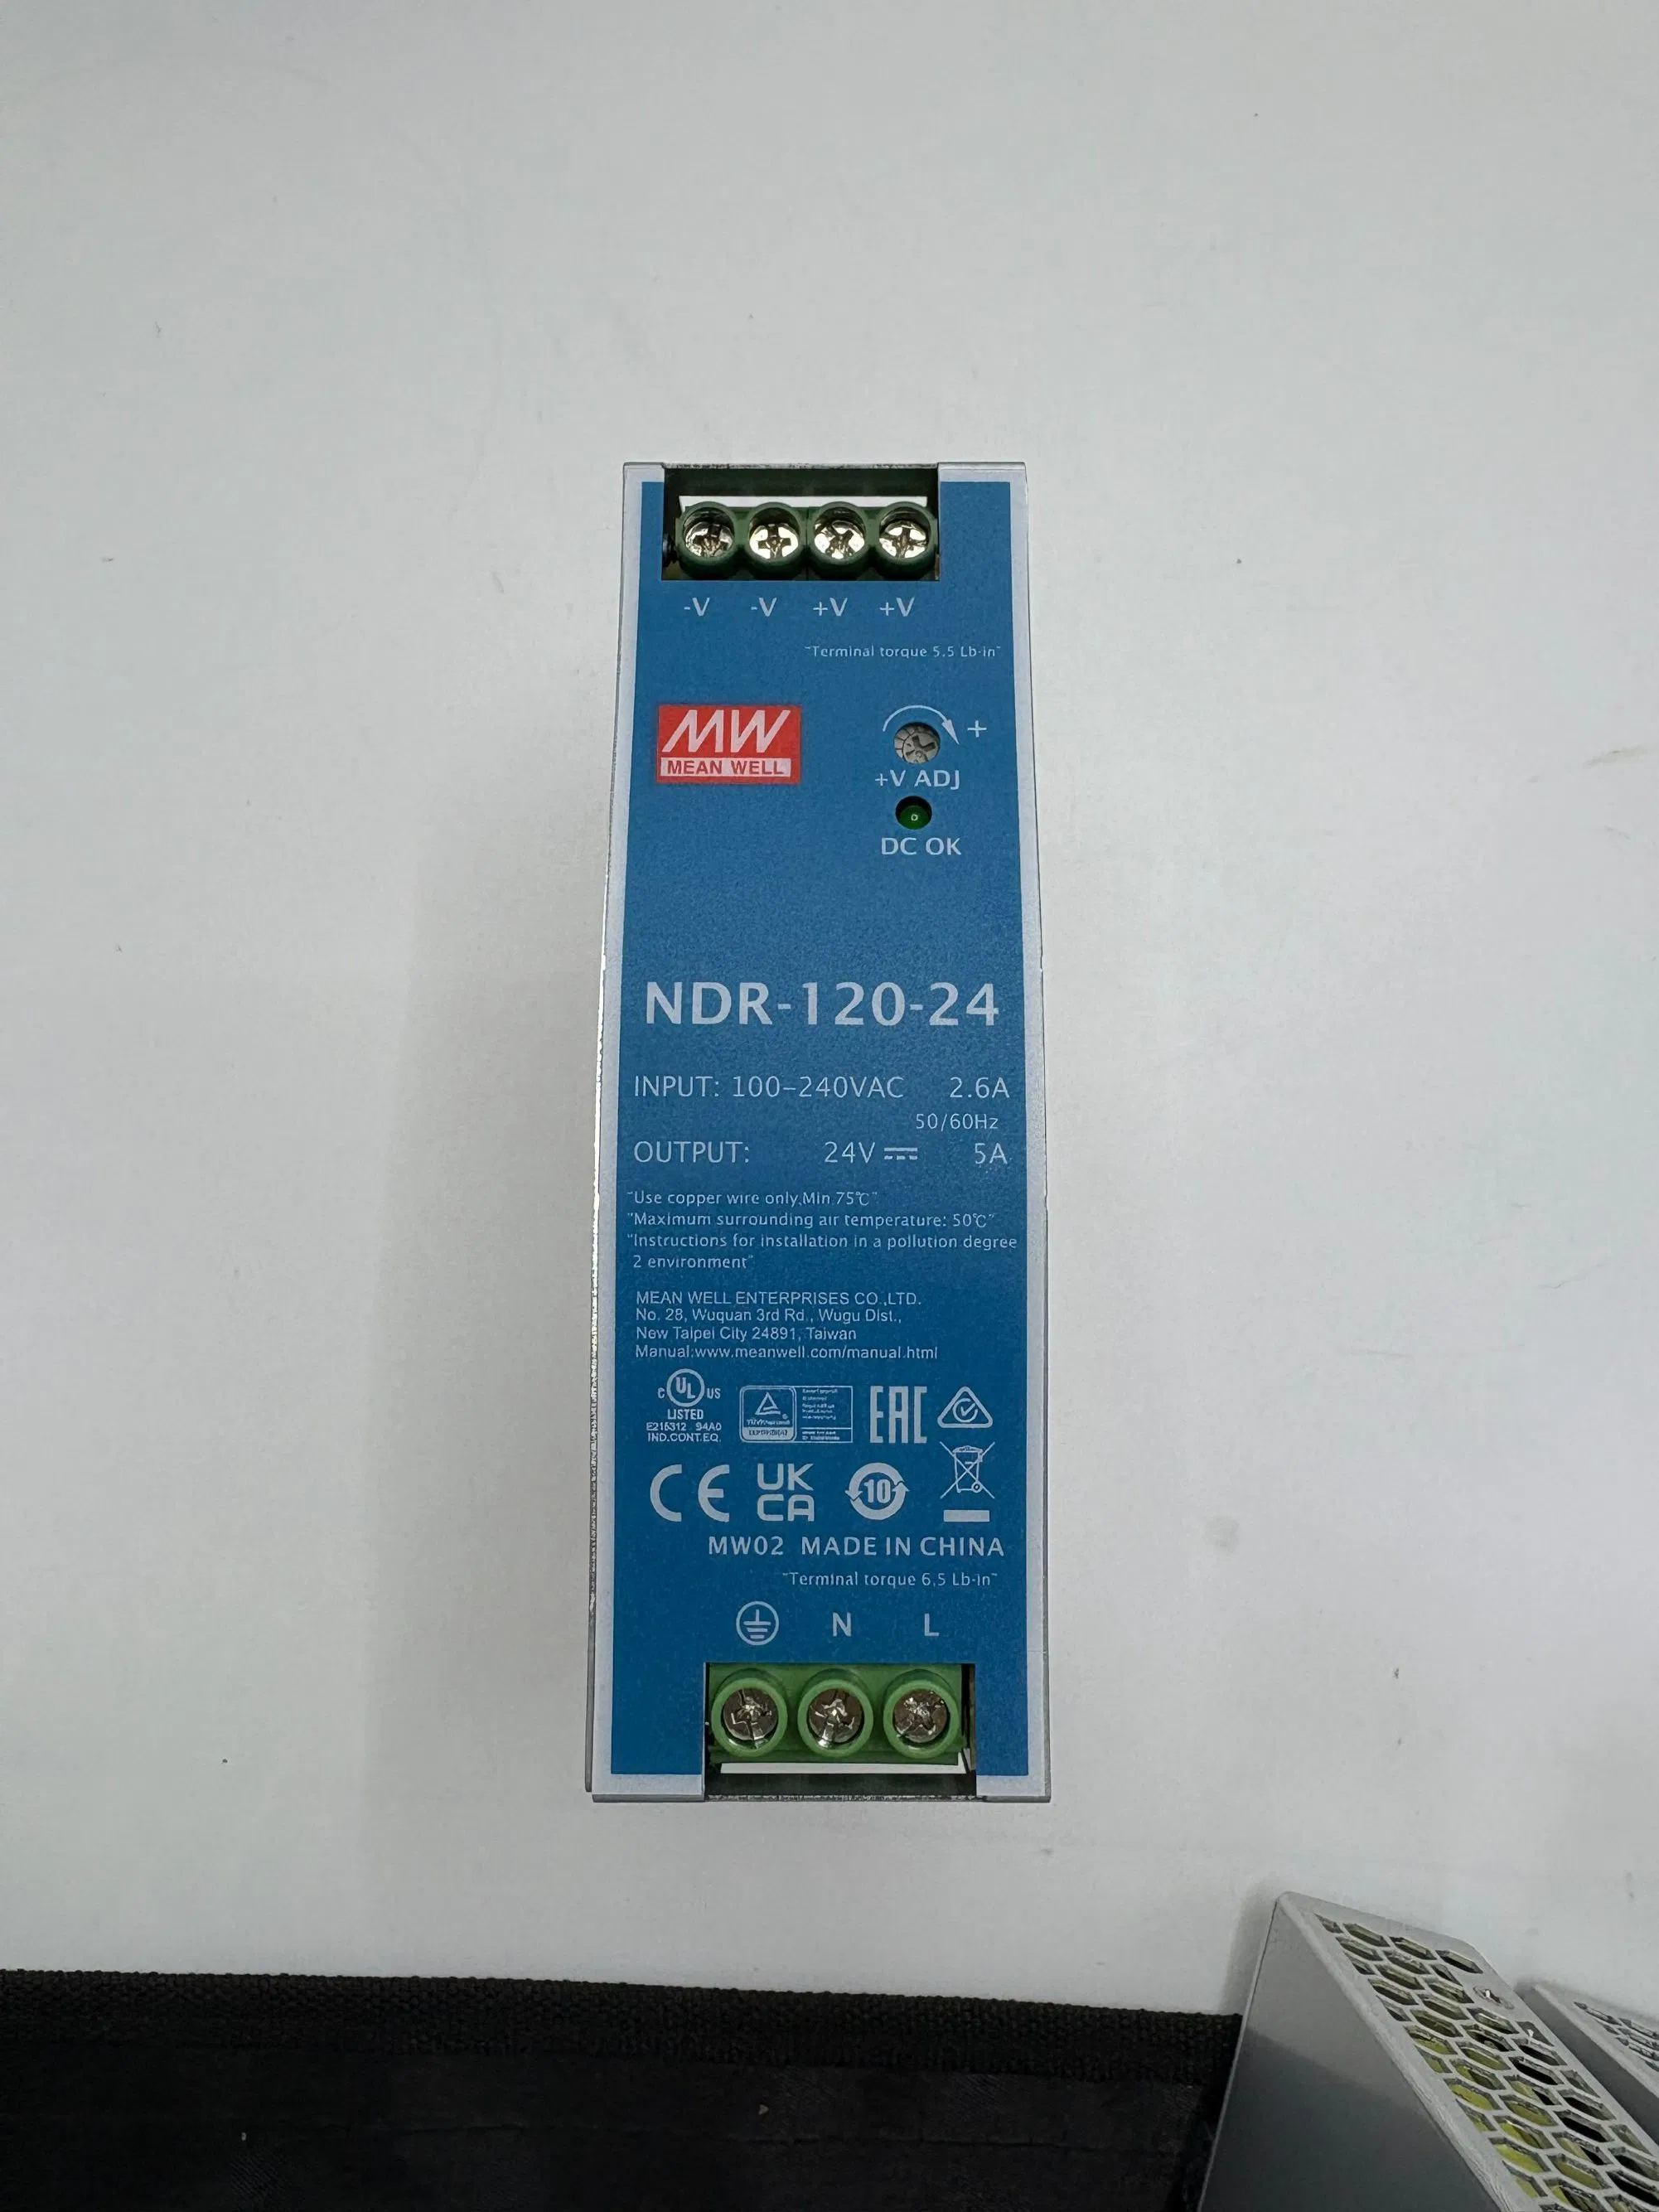 -V -V +V +V
"Terminal torque 5.5 Lb-in"
MW
MEAN WELL
+
+V ADJ
DC OK
NDR-120-24
INPUT: 100-240VAC 2.6A
50/60Hz
OUTPUT: 24V 5A
"Use copper wire only,Min.75℃"
"Maximum surrounding air temperature: 50℃"
"Instructions for installation in a pollution degree
2 environment"
MEAN WELL ENTERPRISES CO.,LTD.
No. 28, Wuquan 3rd Rd., Wugu Dist.,
New Taipei City 24891, Taiwan
Manual:www.meanwell.com/manual.html
C UL US
LISTED
94A0
IND.CONT.EQ.
EAC
CE
UK
CA
10
MW02 MADE IN CHINA
"Terminal torque 6.5 Lb-in"
N L